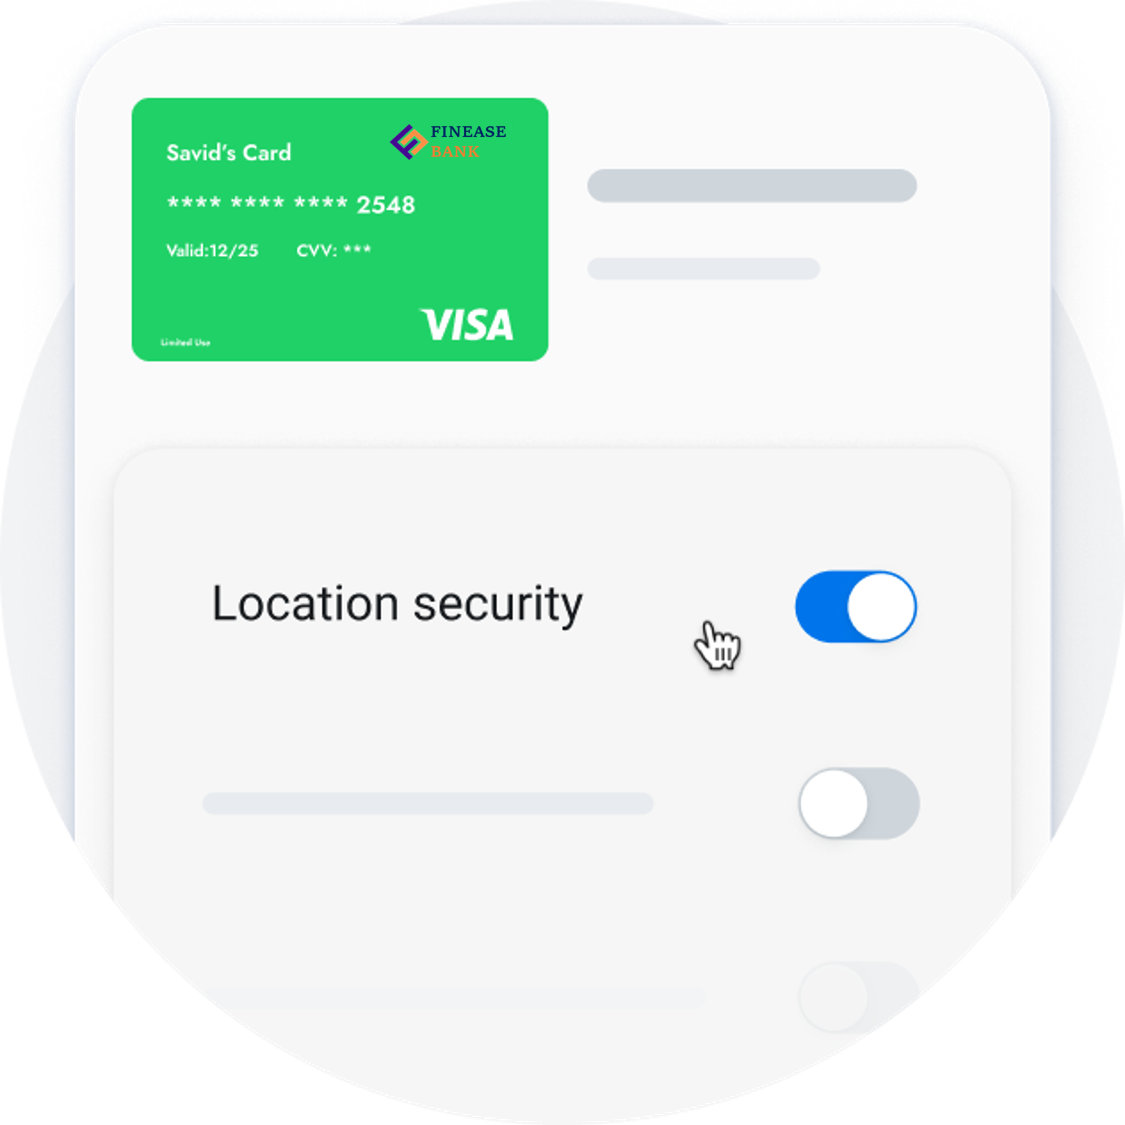 Savid’s Card
FINEASE
BANK
**** **** **** 2548
Valid:12/25 CVV: ***
VISA
Limited Use
Location security